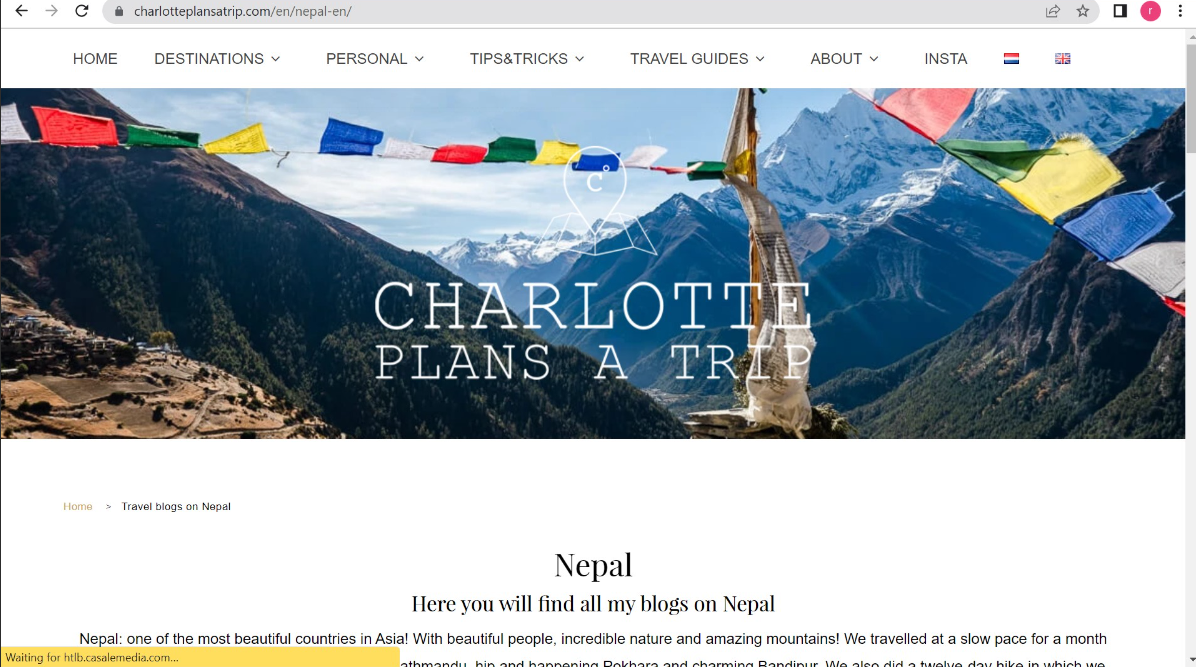 charlotteplansatrip.com/en/nepal-en/
r
HOME DESTINATIONS PERSONAL TIPS&TRICKS TRAVEL GUIDES ABOUT INSTA
C°
CHARLOTTE
PLANS A TRIP
Home > Travel blogs on Nepal
Nepal
Here you will find all my blogs on Nepal
Nepal: one of the most beautiful countries in Asia! With beautiful people, incredible nature and amazing mountains! We travelled at a slow pace for a month
Waiting for htlb.casalemedia.com...
athmandu, hip and happening Pokhara and charming Bandipur. We also did a twelve-day hike in which we